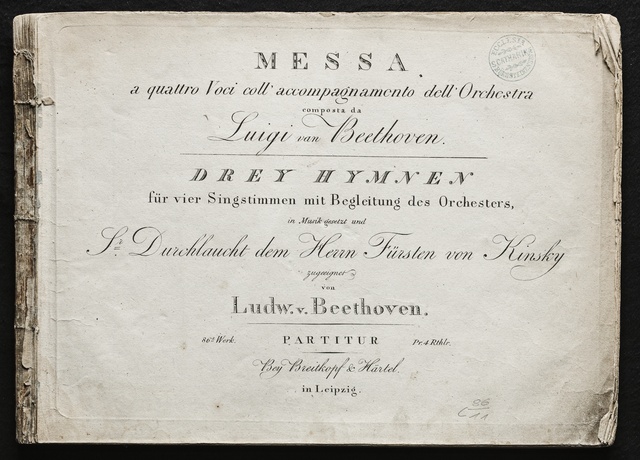 MESSA
a quattro Voci coll' accompagnamento dell' Orchestra
composta da
Luigi van Beethoven.
DREY HYMNEN
für vier Singstimmen mit Begleitung des Orchesters,
in Musik gesetzt und
Sr. Durchlaucht dem Herrn Fürsten von Kinsky
zugeeignet
von
Ludw. v. Beethoven.
86s Werk. PARTITUR Pr. 4 Rthlr.
Bey Breitkopf & Härtel.
in Leipzig.
86